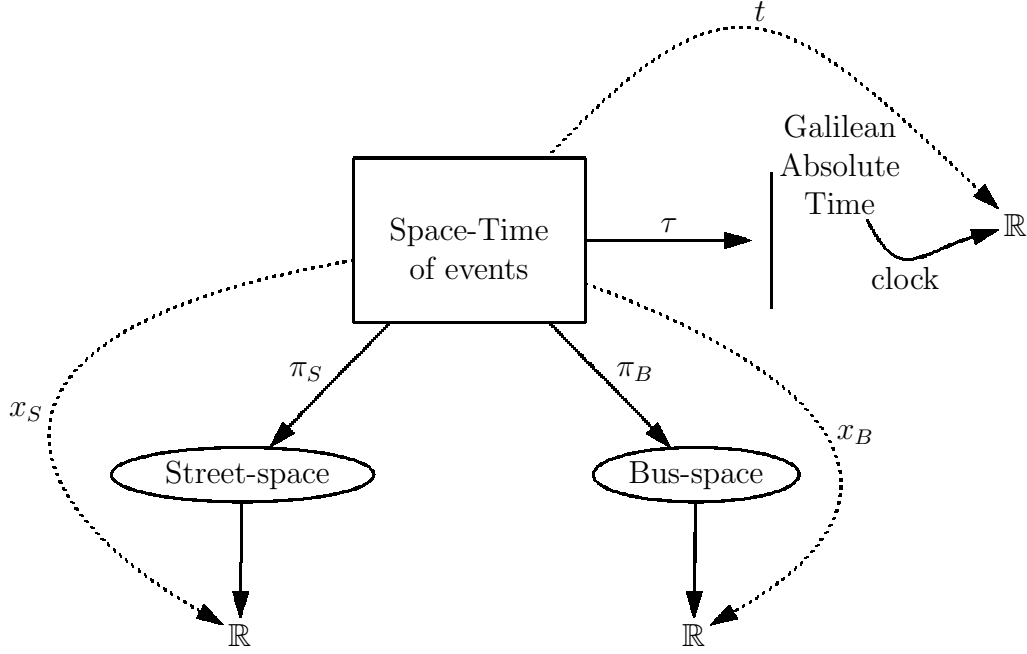 t
Galilean
Absolute
Time
Space-Time
of events
τ
ℝ
clock
π_S
π_B
x_S
x_B
Street-space
Bus-space
ℝ
ℝ